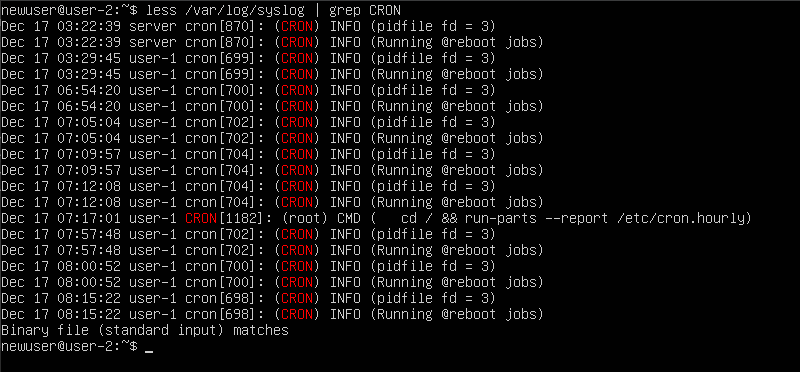 newuser@user-2:~$ less /var/log/syslog | grep CRON
Dec 17 03:22:39 server cron[870]: (CRON) INFO (pidfile fd = 3)
Dec 17 03:22:39 server cron[870]: (CRON) INFO (Running @reboot jobs)
Dec 17 03:29:45 user-1 cron[699]: (CRON) INFO (pidfile fd = 3)
Dec 17 03:29:45 user-1 cron[699]: (CRON) INFO (Running @reboot jobs)
Dec 17 06:54:20 user-1 cron[700]: (CRON) INFO (pidfile fd = 3)
Dec 17 06:54:20 user-1 cron[700]: (CRON) INFO (Running @reboot jobs)
Dec 17 07:05:04 user-1 cron[702]: (CRON) INFO (pidfile fd = 3)
Dec 17 07:05:04 user-1 cron[702]: (CRON) INFO (Running @reboot jobs)
Dec 17 07:09:57 user-1 cron[704]: (CRON) INFO (pidfile fd = 3)
Dec 17 07:09:57 user-1 cron[704]: (CRON) INFO (Running @reboot jobs)
Dec 17 07:12:08 user-1 cron[704]: (CRON) INFO (pidfile fd = 3)
Dec 17 07:12:08 user-1 cron[704]: (CRON) INFO (Running @reboot jobs)
Dec 17 07:17:01 user-1 CRON[1182]: (root) CMD (   cd / && run-parts --report /etc/cron.hourly)
Dec 17 07:57:48 user-1 cron[702]: (CRON) INFO (pidfile fd = 3)
Dec 17 07:57:48 user-1 cron[702]: (CRON) INFO (Running @reboot jobs)
Dec 17 08:00:52 user-1 cron[700]: (CRON) INFO (pidfile fd = 3)
Dec 17 08:00:52 user-1 cron[700]: (CRON) INFO (Running @reboot jobs)
Dec 17 08:15:22 user-1 cron[698]: (CRON) INFO (pidfile fd = 3)
Dec 17 08:15:22 user-1 cron[698]: (CRON) INFO (Running @reboot jobs)
Binary file (standard input) matches
newuser@user-2:~$ _